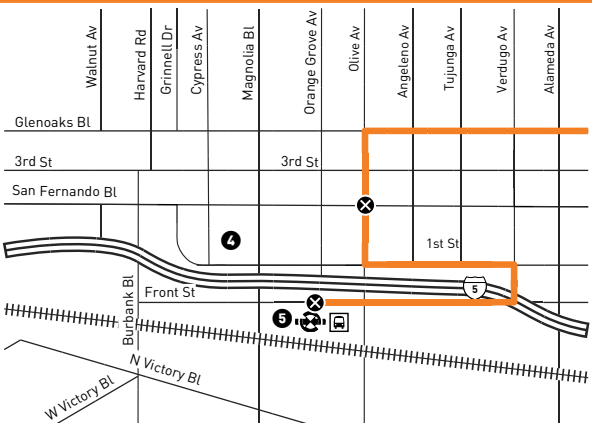 Walnut Av
Harvard Rd
Grinnell Dr
Cypress Av
Magnolia Bl
Orange Grove Av
Olive Av
Angeleno Av
Tujunga Av
Verdugo Av
Alameda Av
Glenoaks Bl
3rd St
3rd St
San Fernando Bl
4
1st St
5
Front St
5
Burbank Bl
N Victory Bl
W Victory Bl